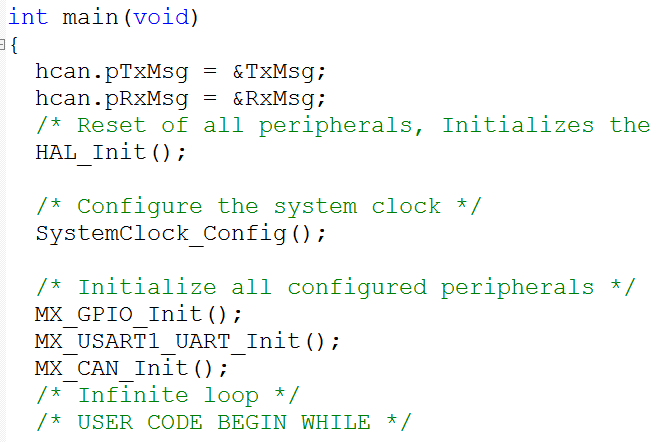 int main(void)
{
hcan.pTxMsg = &TxMsg;
hcan.pRxMsg = &RxMsg;
/* Reset of all peripherals, Initializes the
HAL_Init();
/* Configure the system clock */
SystemClock_Config();
/* Initialize all configured peripherals */
MX_GPIO_Init();
MX_USART1_UART_Init();
MX_CAN_Init();
/* Infinite loop */
/* USER CODE BEGIN WHILE */